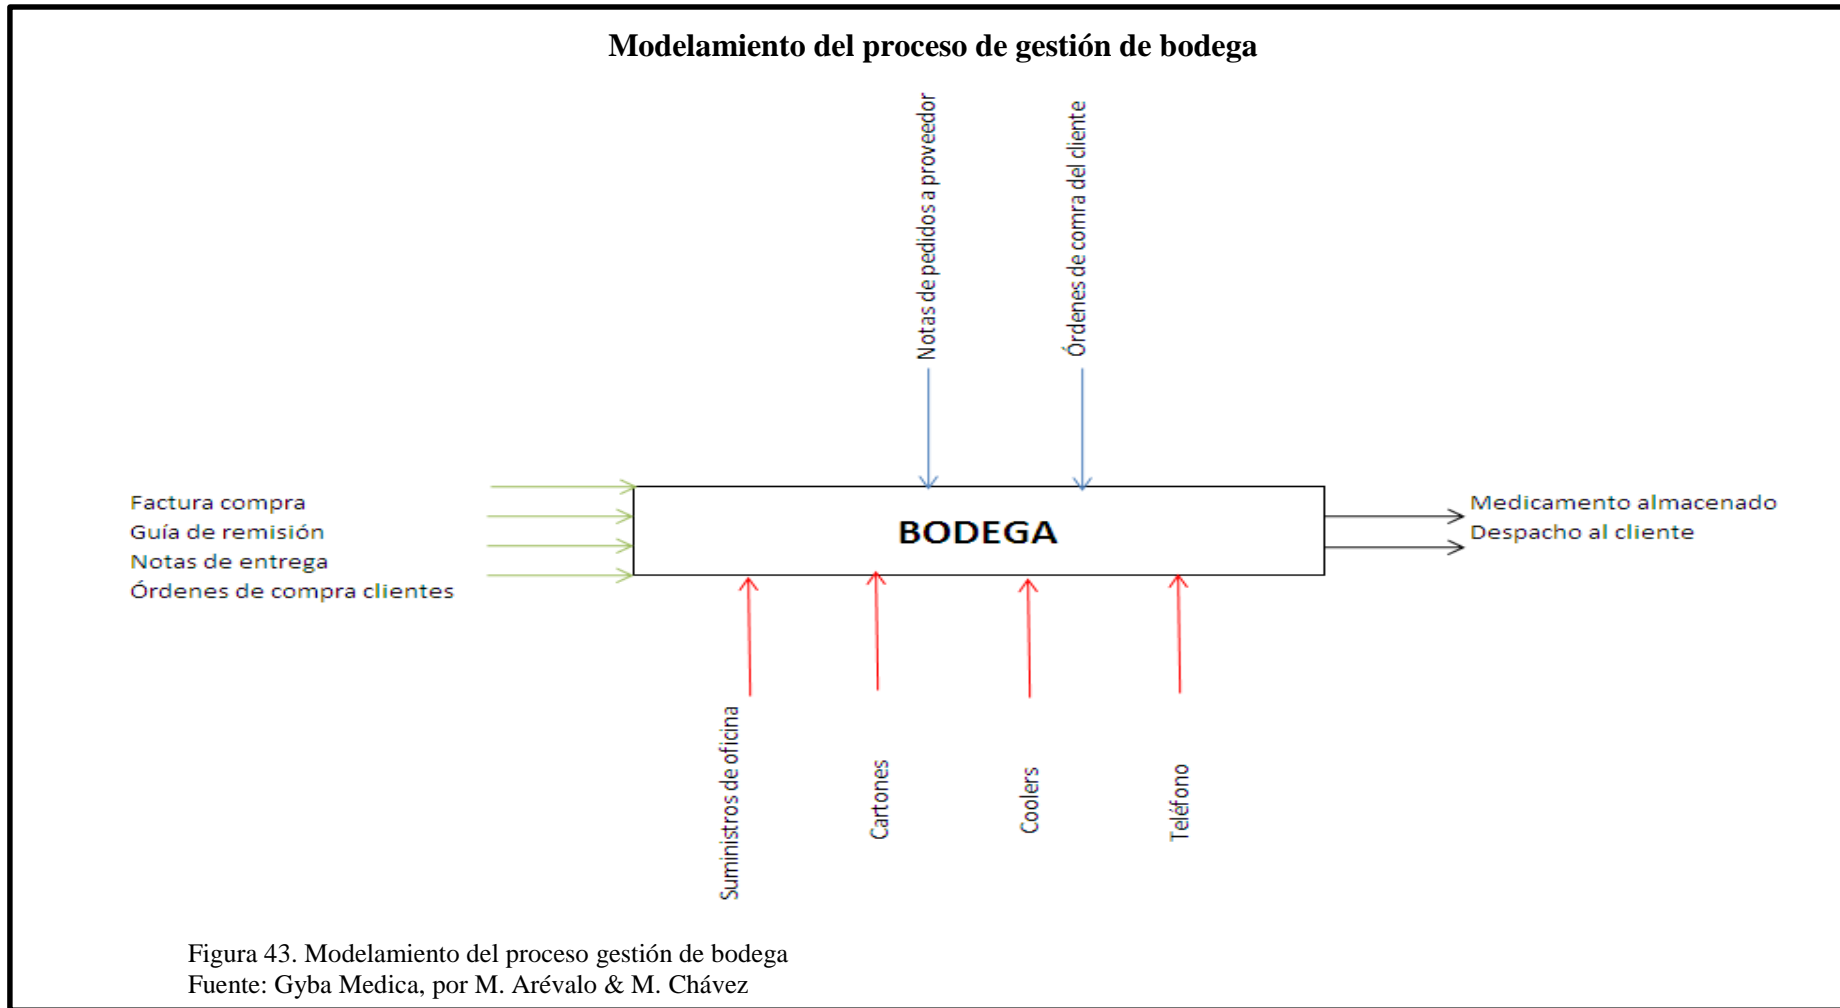 Modelamiento del proceso de gestión de bodega
Notas de pedidos a proveedor
Órdenes de comra del cliente
Factura compra
Guía de remisión
Notas de entrega
Órdenes de compra clientes
BODEGA
Medicamento almacenado
Despacho al cliente
Suministros de oficina
Cartones
Coolers
Teléfono
Figura 43. Modelamiento del proceso gestión de bodega
Fuente: Gyba Medica, por M. Arévalo & M. Chávez